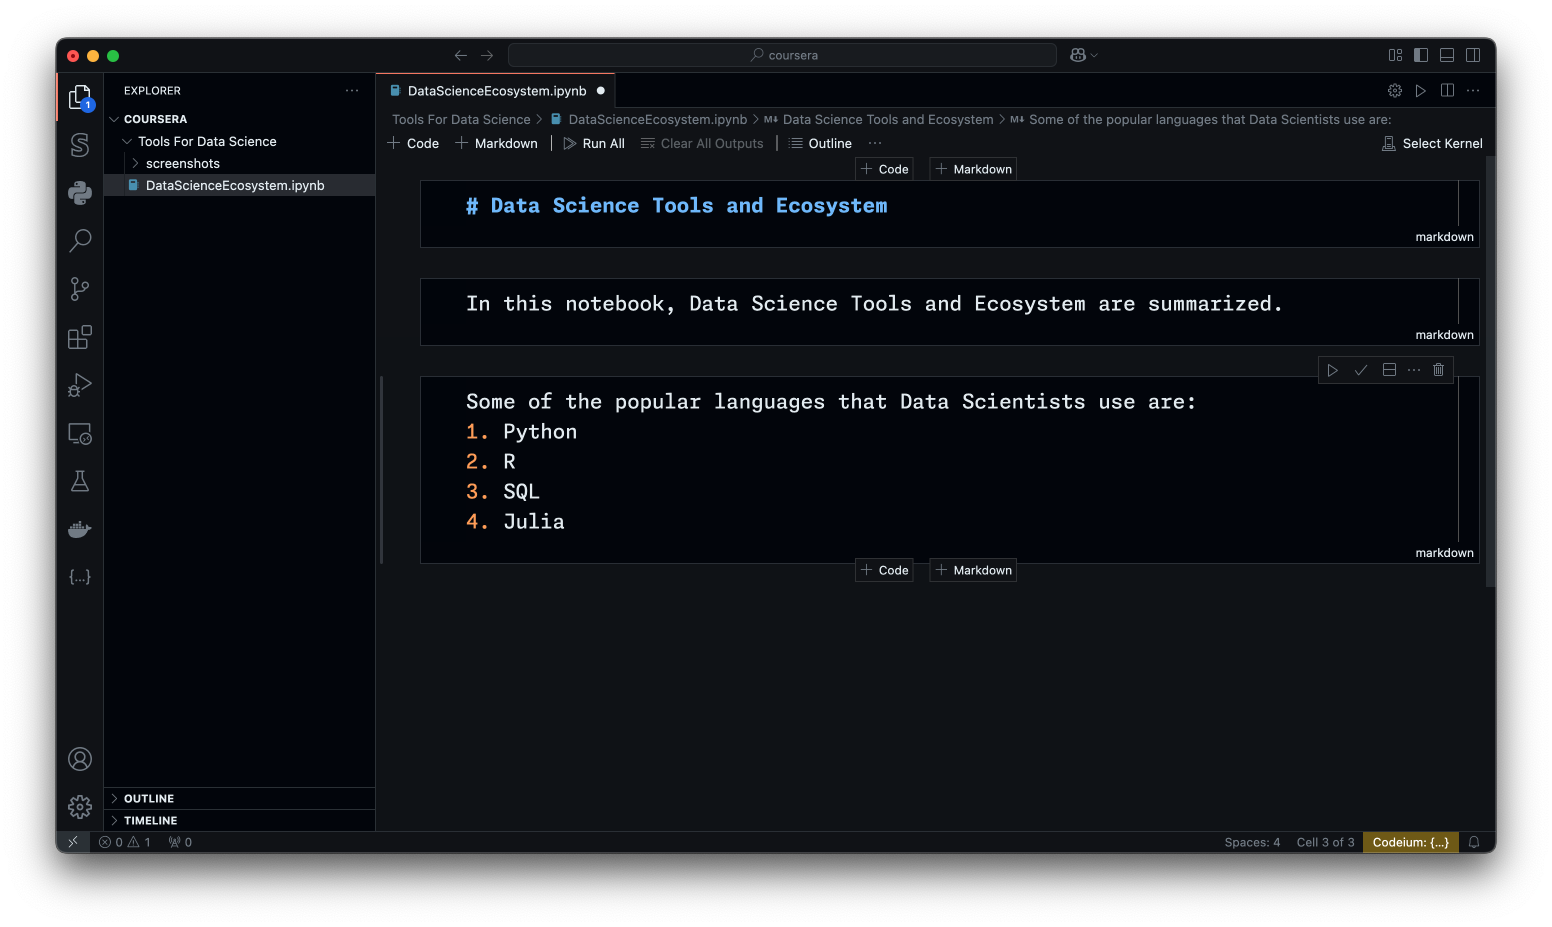 coursera
EXPLORER
COURSERA
Tools For Data Science
screenshots
DataScienceEcosystem.ipynb
OUTLINE
TIMELINE
DataScienceEcosystem.ipynb
Tools For Data Science > DataScienceEcosystem.ipynb > M↓ Data Science Tools and Ecosystem > M↓ Some of the popular languages that Data Scientists use are:
+ Code + Markdown Run All Clear All Outputs Outline ... Select Kernel
+ Code + Markdown
# Data Science Tools and Ecosystem
markdown
In this notebook, Data Science Tools and Ecosystem are summarized.
markdown
Some of the popular languages that Data Scientists use are:
1. Python
2. R
3. SQL
4. Julia
markdown
+ Code + Markdown
1
{...}
0 1 0 Spaces: 4 Cell 3 of 3 Codeium: {...}